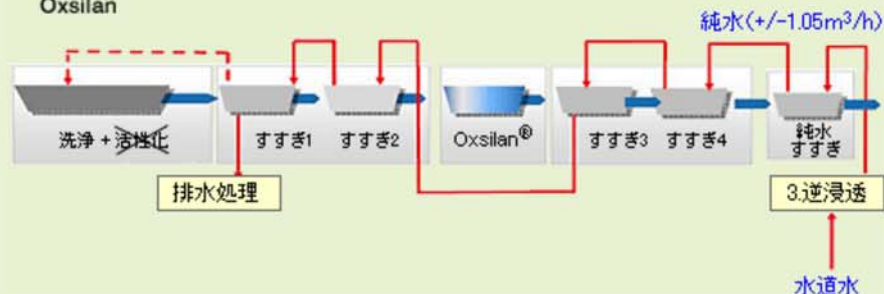 Oxsilan
純水(+/-1.05m³/h)
洗浄 + 活性化
すすぎ1
すすぎ2
Oxsilan®
すすぎ3
すすぎ4
純水
すすぎ
排水処理
3.逆浸透
水道水